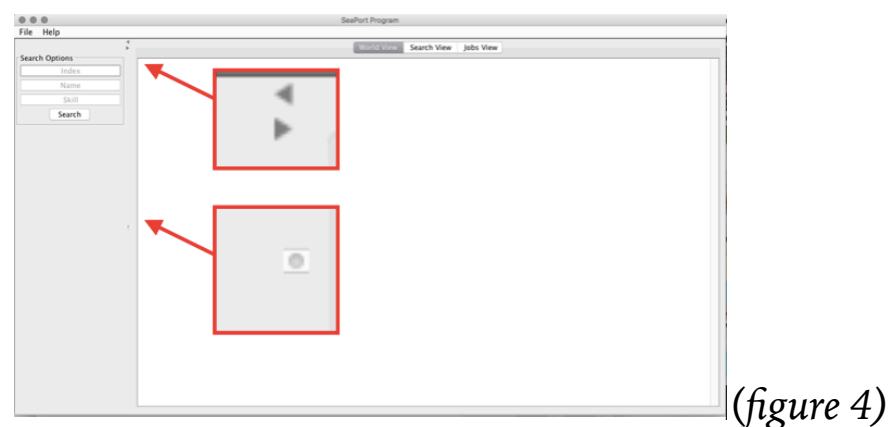 SeaPort Program
File Help
World View Search View Jobs View
Search Options
Index
Name
Skill
Search
(figure 4)